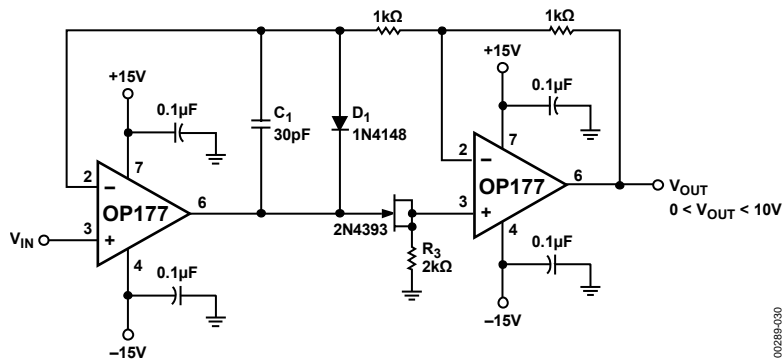 1kΩ
1kΩ
+15V
0.1µF
C1
30pF
D1
1N4148
+15V
0.1µF
2
7
6
3
4
OP177
VIN
2N4393
R3
2kΩ
2
7
6
3
4
OP177
VOUT
0 < VOUT < 10V
0.1µF
–15V
0.1µF
–15V
00289-030